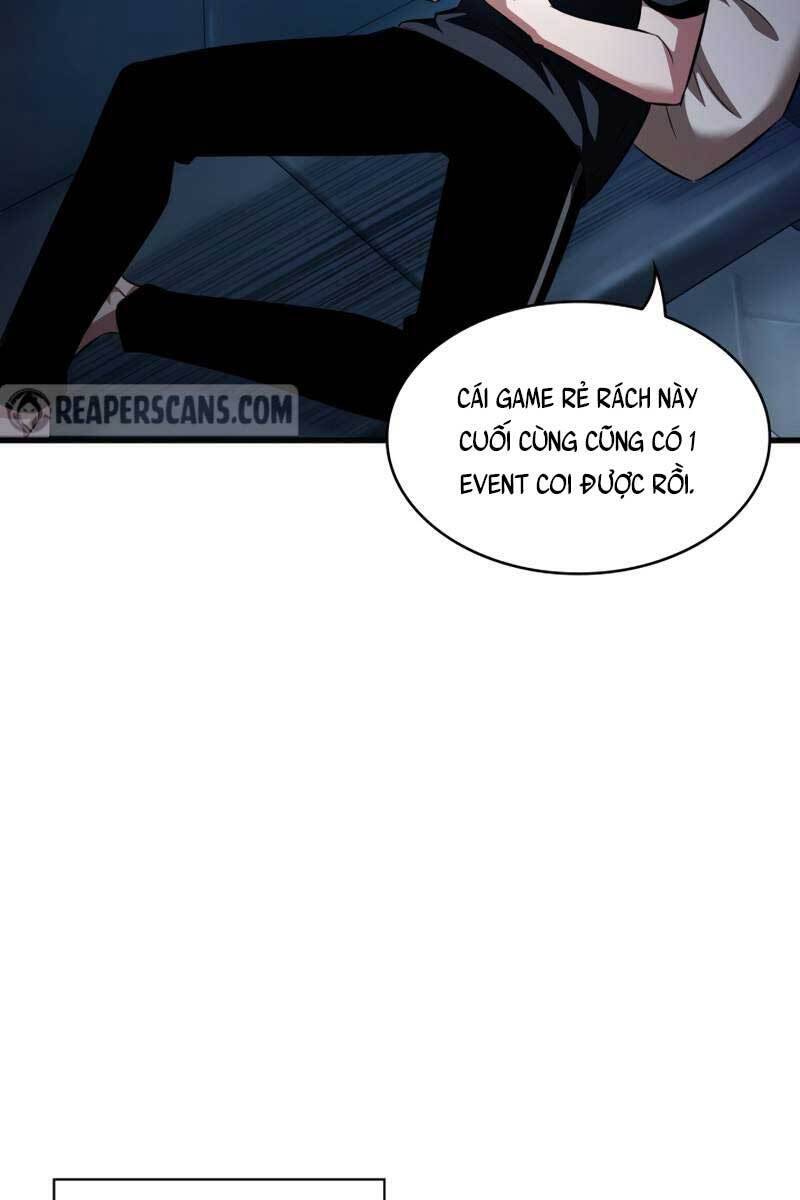 REAPERSCANS.COM
CÁI GAME RẺ RÁCH NÀY
CUỐI CÙNG CŨNG CÓ 1
EVENT COI ĐƯỢC RỒI.